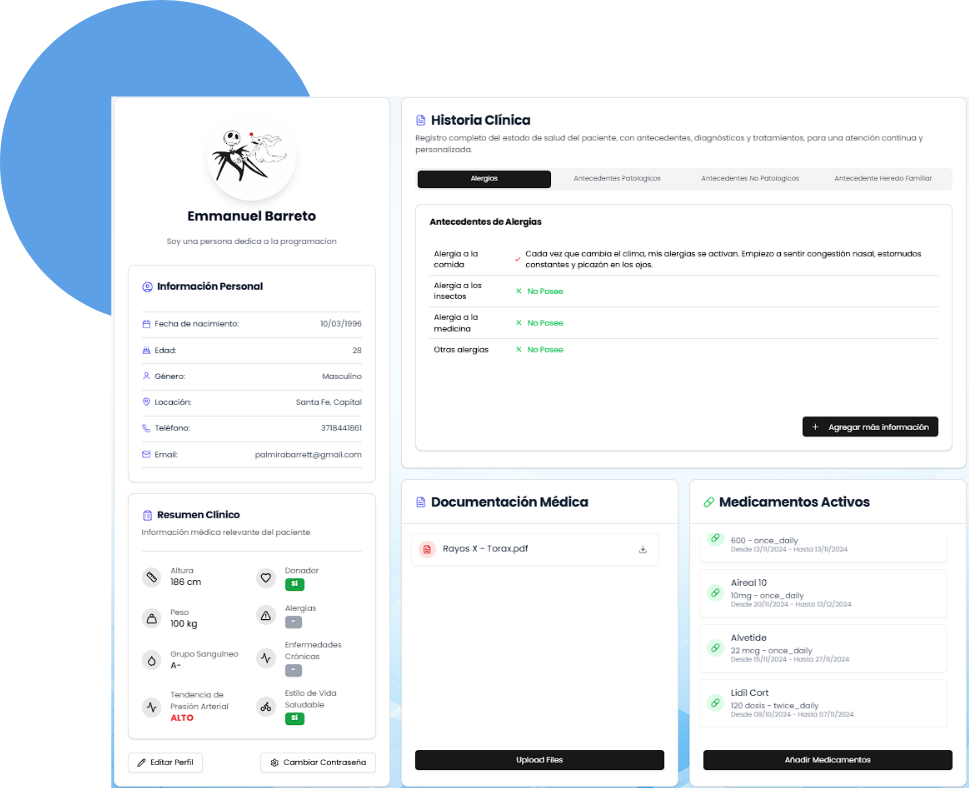 Emmanuel Barreto
Soy una persona dedica a la programacion
Información Personal
Fecha de nacimiento: 10/03/1996
Edad: 28
Género: Masculino
Locación: Santa Fe, Capital
Teléfono: 3718441861
Email: palmirabarrett@gmail.com
Resumen Clínico
Información médica relevante del paciente
Altura
186 cm
Donador
Sí
Peso
100 kg
Alergias
-
Grupo Sanguíneo
A-
Enfermedades
Crónicas
-
Tendencia de
Presión Arterial
ALTO
Estilo de Vida
Saludable
Sí
Editar Perfil
Cambiar Contraseña
Historia Clínica
Registro completo del estado de salud del paciente, con antecedentes, diagnósticos y tratamientos, para una atención continua y
personalizada.
Alergias
Antecedentes Patologicos
Antecedentes No Patologicos
Antecedente Heredo Familiar
Antecedentes de Alergias
Alergia a la
comida
Cada vez que cambia el clima, mis alergias se activan. Empiezo a sentir congestión nasal, estornudos
constantes y picazón en los ojos.
Alergia a los
insectos
No Posee
Alergia a la
medicina
No Posee
Otras alergias
No Posee
+ Agregar más información
Documentación Médica
Rayos X - Torax.pdf
Upload Files
Medicamentos Activos
600 - once_daily
Desde 13/11/2024 - Hasta 13/11/2024
Aireal 10
10mg - once_daily
Desde 20/11/2024 - Hasta 13/12/2024
Alvetide
22 mcg - once_daily
Desde 15/11/2024 - Hasta 27/11/2024
Lidil Cort
120 dosis - twice_daily
Desde 09/10/2024 - Hasta 07/11/2024
Añadir Medicamentos